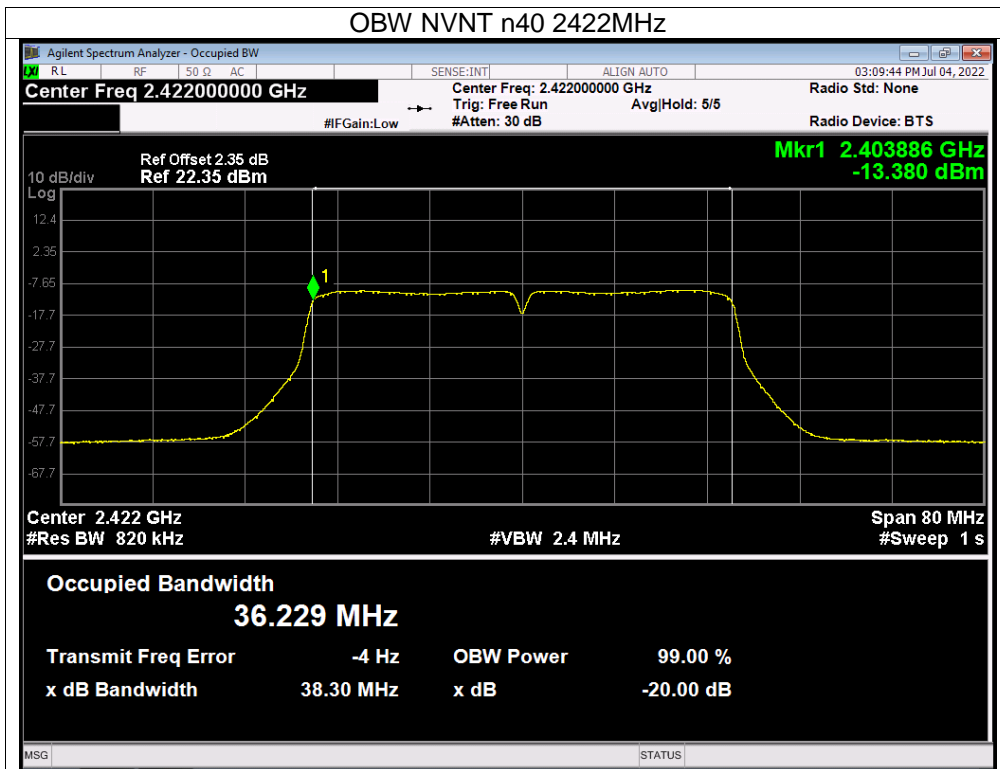 OBW NVNT n40 2422MHz
Agilent Spectrum Analyzer - Occupied BW
LXI RL RF 50 Ω AC SENSE:INT ALIGN AUTO 03:09:44 PM Jul 04, 2022
Center Freq 2.422000000 GHz
Center Freq: 2.422000000 GHz
Radio Std: None
Trig: Free Run Avg|Hold: 5/5
#IFGain:Low #Atten: 30 dB Radio Device: BTS
Mkr1 2.403886 GHz
-13.380 dBm
Ref Offset 2.35 dB
10 dB/div Ref 22.35 dBm
Log
12.4
2.35
-7.65
1
-17.7
-27.7
-37.7
-47.7
-57.7
-67.7
Center 2.422 GHz Span 80 MHz
#Res BW 820 kHz #VBW 2.4 MHz #Sweep 1 s
Occupied Bandwidth
36.229 MHz
Transmit Freq Error -4 Hz OBW Power 99.00 %
x dB Bandwidth 38.30 MHz x dB -20.00 dB
MSG STATUS